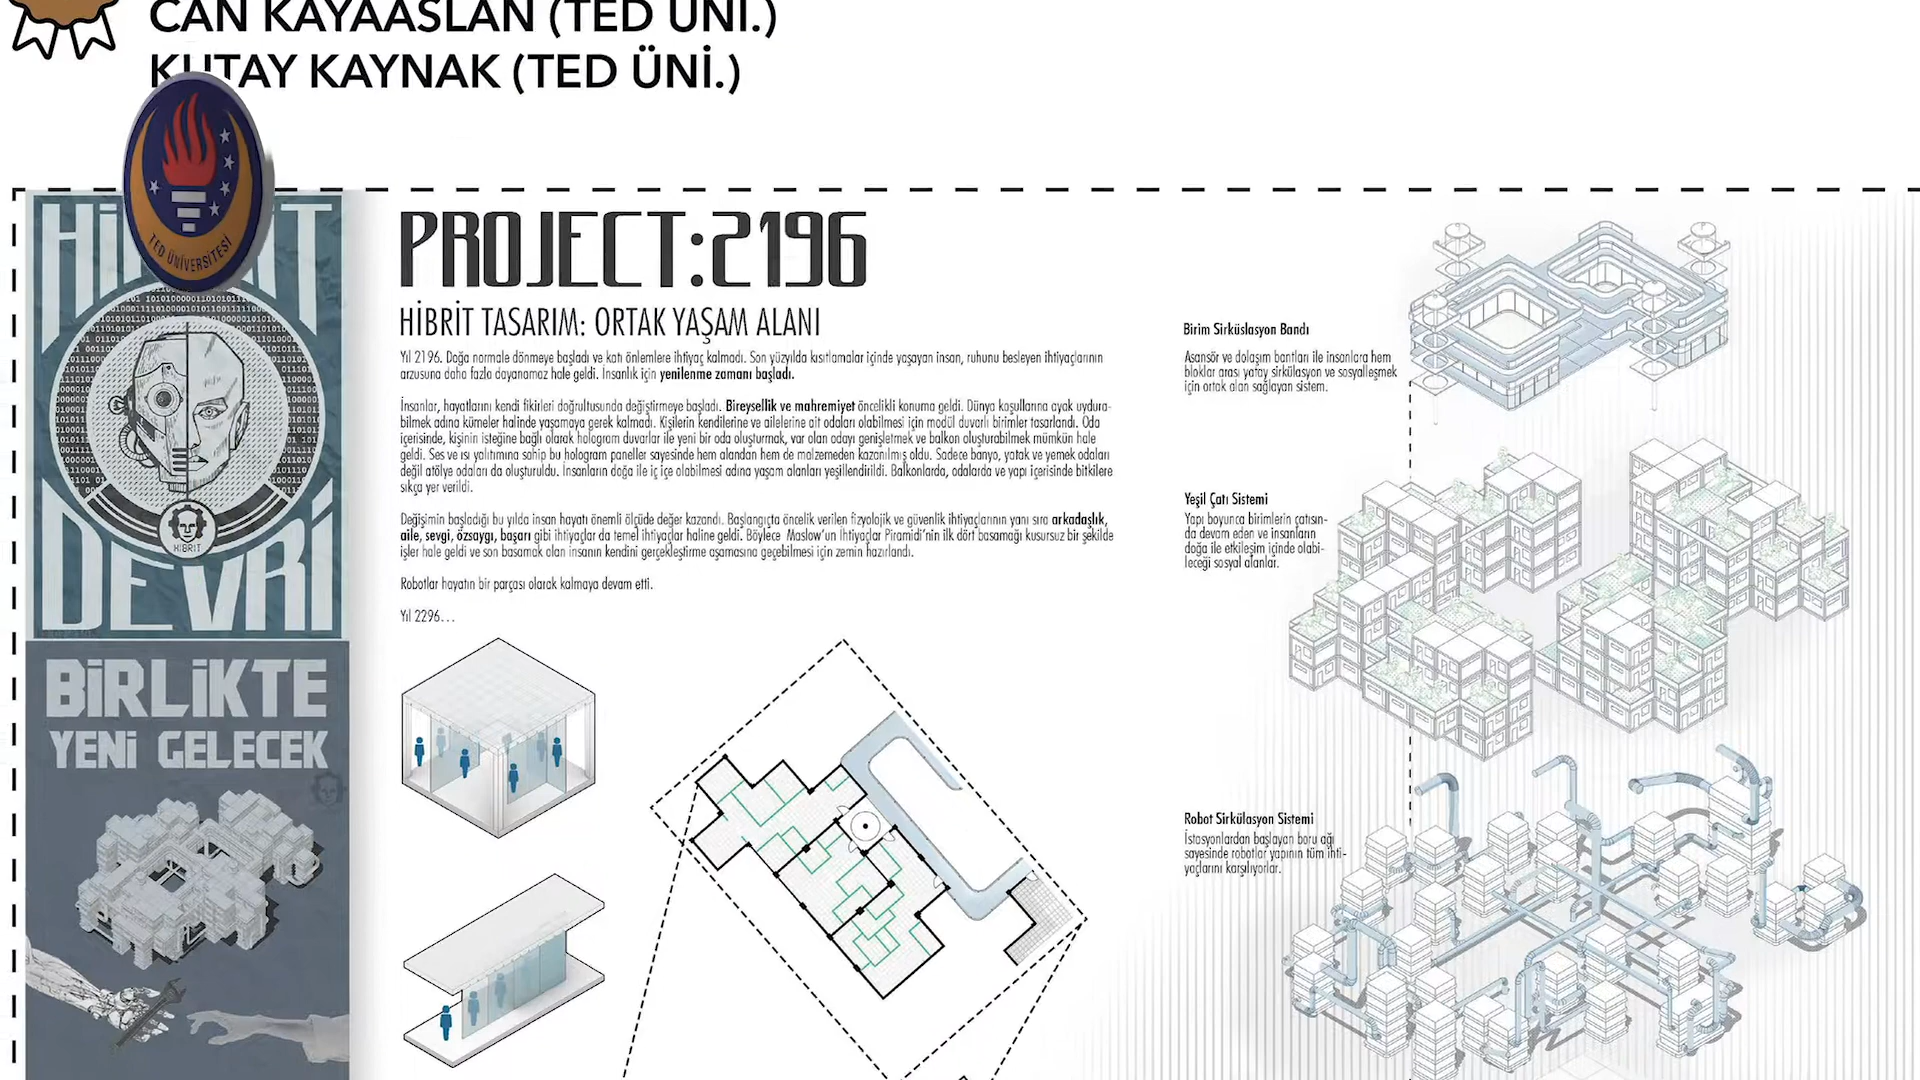 CAN KAYAASLAN (TED ÜNİ.)
KUTAY KAYNAK (TED ÜNİ.)
TED ÜNİVERSİTESİ
HİBRİT
DEVRİ
BİRLİKTE
YENİ GELECEK
PROJECT:2196
HİBRİT TASARIM: ORTAK YAŞAM ALANI
Yıl 2196. Doğa normale dönmeye başladı ve katı önlemlere ihtiyaç kalmadı. Son yüzyılda kısıtlamalar içinde yaşayan insan, ruhunu besleyen ihtiyaçlarının
arzusuna daha fazla dayanamaz hale geldi. İnsanlık için yenilenme zamanı başladı.
İnsanlar, hayatlarını kendi fikirleri doğrultusunda değiştirmeye başladı. Bireysellik ve mahremiyet öncelikli konuma geldi. Dünya koşullarına ayak uydura-
bilmek adına kümeler halinde yaşamaya gerek kalmadı. Kişilerin kendilerine ve ailelerine ait odaları olabilmesi için modül duvarlı birimler tasarlandı. Oda
içerisinde, kişinin isteğine bağlı olarak hologram duvarlar ile yeni bir oda oluşturmak, var olan odayı genişletmek ve balkon oluşturabilmek mümkün hale
geldi. Ses ve ısı yalıtımına sahip bu hologram paneller sayesinde hem alandan hem de malzemeden kazanılmış oldu. Sadece banyo, yatak ve yemek odaları
değil atölye odaları da oluşturuldu. İnsanların doğa ile iç içe olabilmesi adına yaşam alanları yeşillendirildi. Balkonlarda, odalarda ve yapı içerisinde bitkilere
sıkça yer verildi.
Değişimin başladığı bu yılda insan hayatı önemli ölçüde değer kazandı. Başlangıçta öncelik verilen fizyolojik ve güvenlik ihtiyaçlarının yanı sıra arkadaşlık,
aile, sevgi, özsaygı, başarı gibi ihtiyaçlar da temel ihtiyaçlar haline geldi. Böylece Maslow'un İhtiyaçlar Piramidi'nin ilk dört basamağı kusursuz bir şekilde
işler hale geldi ve son basamak olan insanın kendini gerçekleştirme aşamasına geçebilmesi için zemin hazırlandı.
Robotlar hayatın bir parçası olarak kalmaya devam etti.
Yıl 2296...
Birim Sirküslasyon Bandı
Asansör ve dolaşım bantları ile insanlara hem
bloklar arası yatay sirkülasyon ve sosyalleşmek
için ortak alan sağlayan sistem.
Yeşil Çatı Sistemi
Yapı boyunca birimlerin çatısın-
da devam eden ve insanların
doğa ile etkileşim içinde olabi-
leceği sosyal alanlar.
Robot Sirkülasyon Sistemi
İstasyonlardan başlayan boru ağı
sayesinde robotlar yapının tüm ihti-
yaçlarını karşılıyorlar.